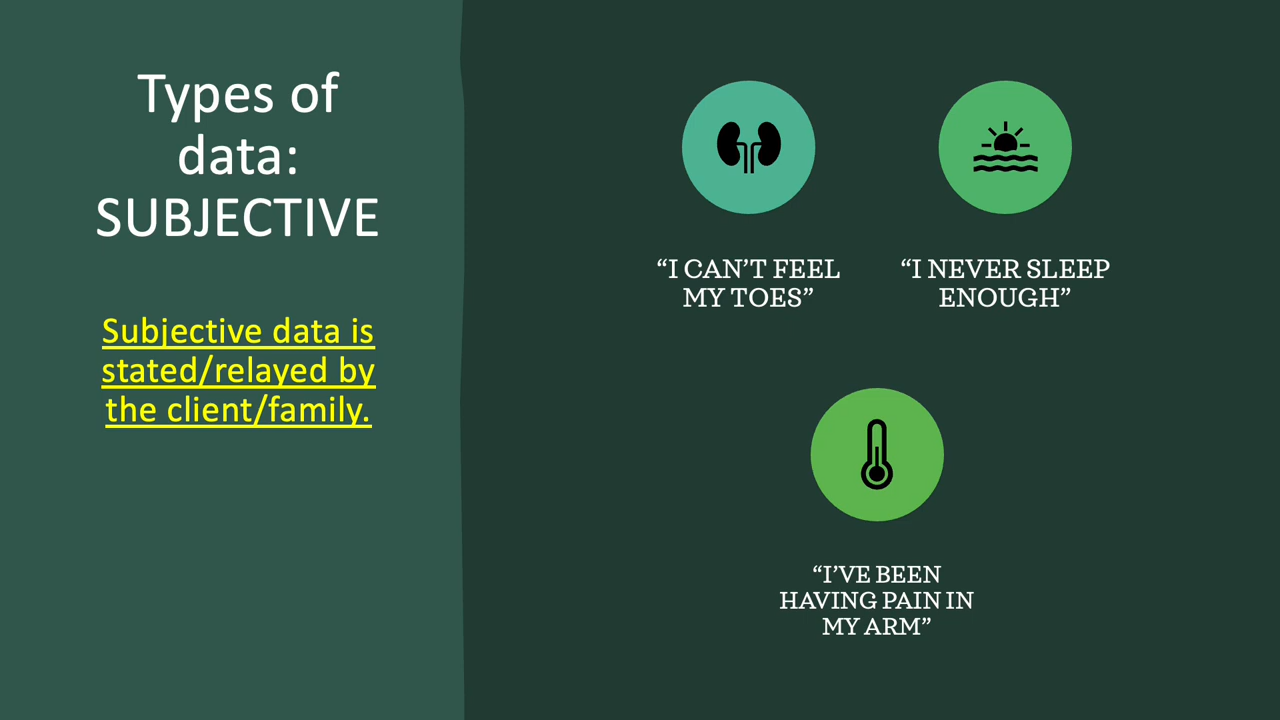 Types of
data:
SUBJECTIVE
Subjective data is
stated/relayed by
the client/family.
“I CAN’T FEEL
MY TOES”
“I NEVER SLEEP
ENOUGH”
“I’VE BEEN
HAVING PAIN IN
MY ARM”